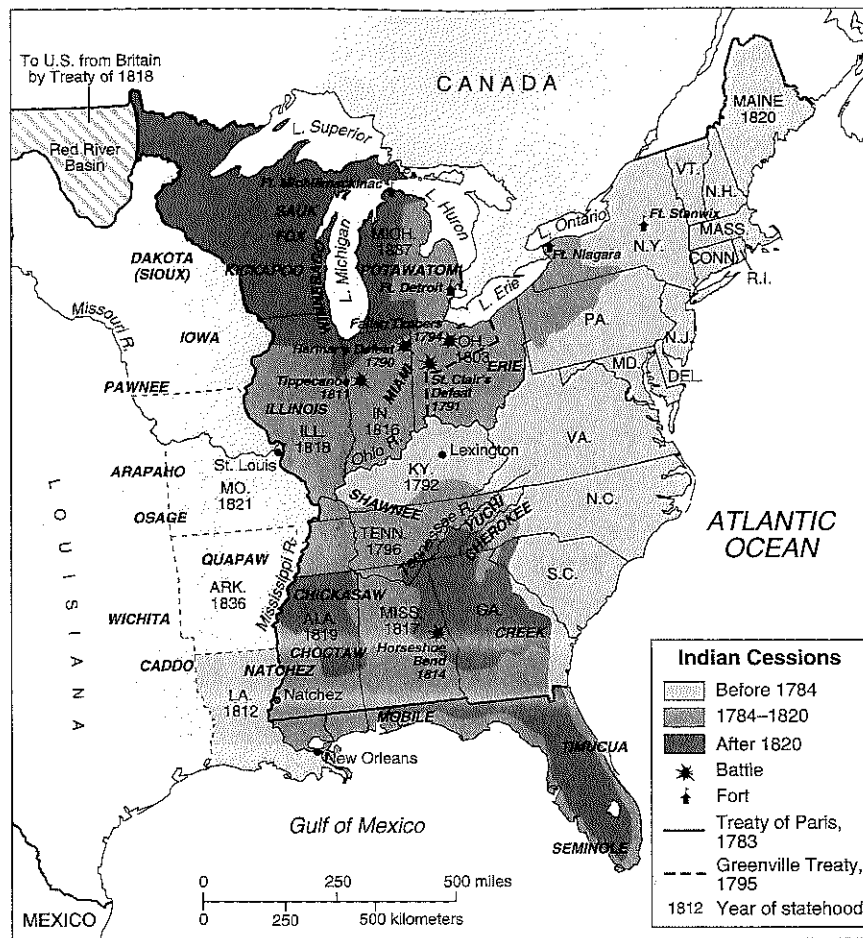 To U.S. from Britain
by Treaty of 1818
CANADA
Red River
Basin
L. Superior
MAINE
1820
Ft. Michilimackinac
SAUK
FOX
L. Huron
VT.
N.H.
L. Ontario
Ft. Stanwix
MASS.
MICH.
1837
N.Y.
CONN.
R.I.
DAKOTA
(SIOUX)
KICKAPOO
WINNEBAGO
L. Michigan
POTAWATOMI
Ft. Niagara
Ft. Detroit
L. Erie
Missouri R.
IOWA
Fallen Timbers
1794
PA.
N.J.
Harmar's Defeat
1790
OH.
1803
ERIE
MD.
DEL.
PAWNEE
Tippecanoe
1811
MIAMI
St. Clair's
Defeat
1791
ILLINOIS
ILL.
1818
IN.
1816
VA.
Ohio R.
Lexington
St. Louis
KY.
1792
ARAPAHO
MO.
1821
SHAWNEE
N.C.
OSAGE
TENN.
1796
Tennessee R.
YUCHI
CHEROKEE
ATLANTIC
OCEAN
LOUISIANA
QUAPAW
Mississippi R.
S.C.
ARK.
1836
CHICKASAW
WICHITA
ALA.
1819
MISS.
1817
GA.
CREEK
CHOCTAW
Horseshoe
Bend
1814
CADDO
NATCHEZ
LA.
1812
Natchez
MOBILE
TIMUCUA
New Orleans
Gulf of Mexico
SEMINOLE
0 250 500 miles
0 250 500 kilometers
MEXICO
Indian Cessions
Before 1784
1784–1820
After 1820
Battle
Fort
Treaty of Paris,
1783
Greenville Treaty,
1795
1812 Year of statehood